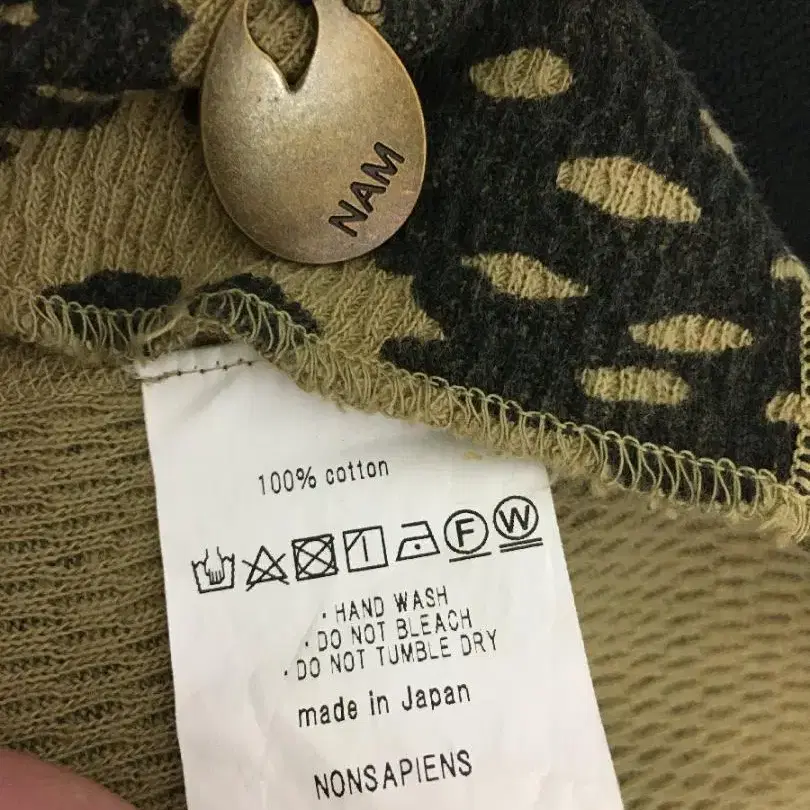 NAM
100% cotton
F W
· HAND WASH
· DO NOT BLEACH
· DO NOT TUMBLE DRY
made in Japan
NONSAPIENS